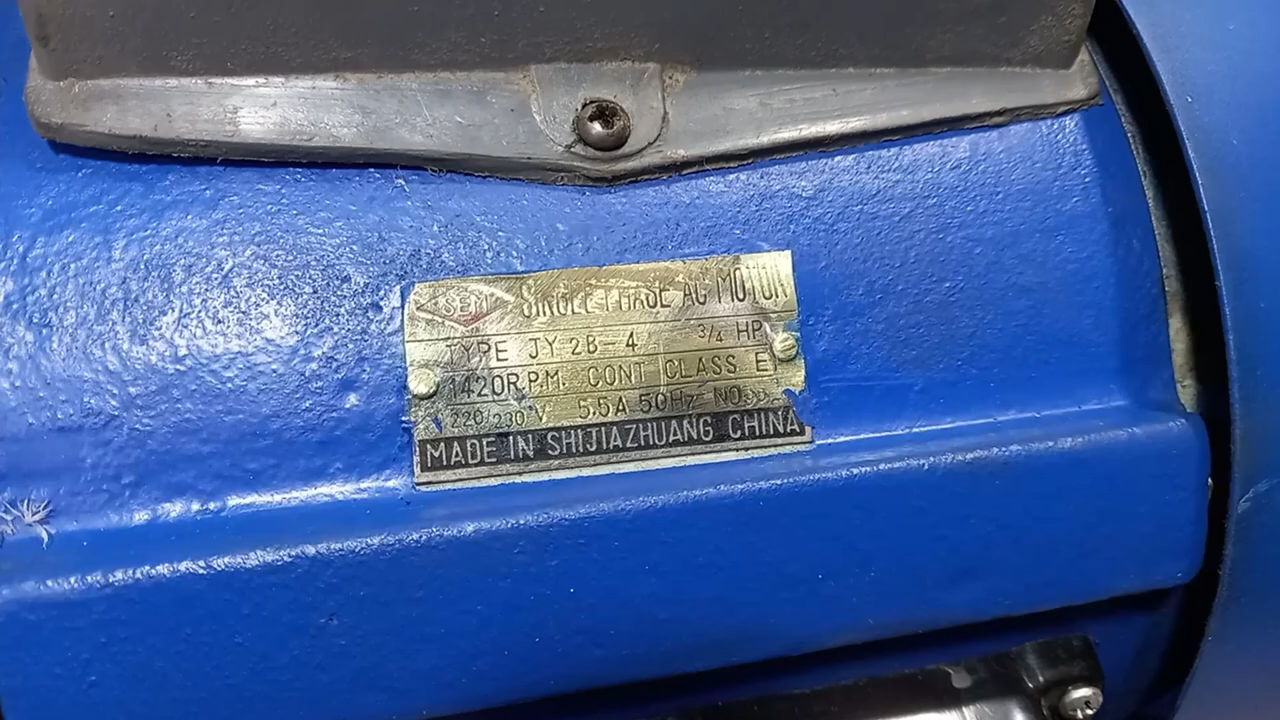 SEM SINGLE PHASE AC MOTOR
TYPE JY 2B-4 3/4 HP
1420 R.P.M. CONT CLASS E
220/230 V 5.5A 50Hz NO
MADE IN SHIJIAZHUANG CHINA